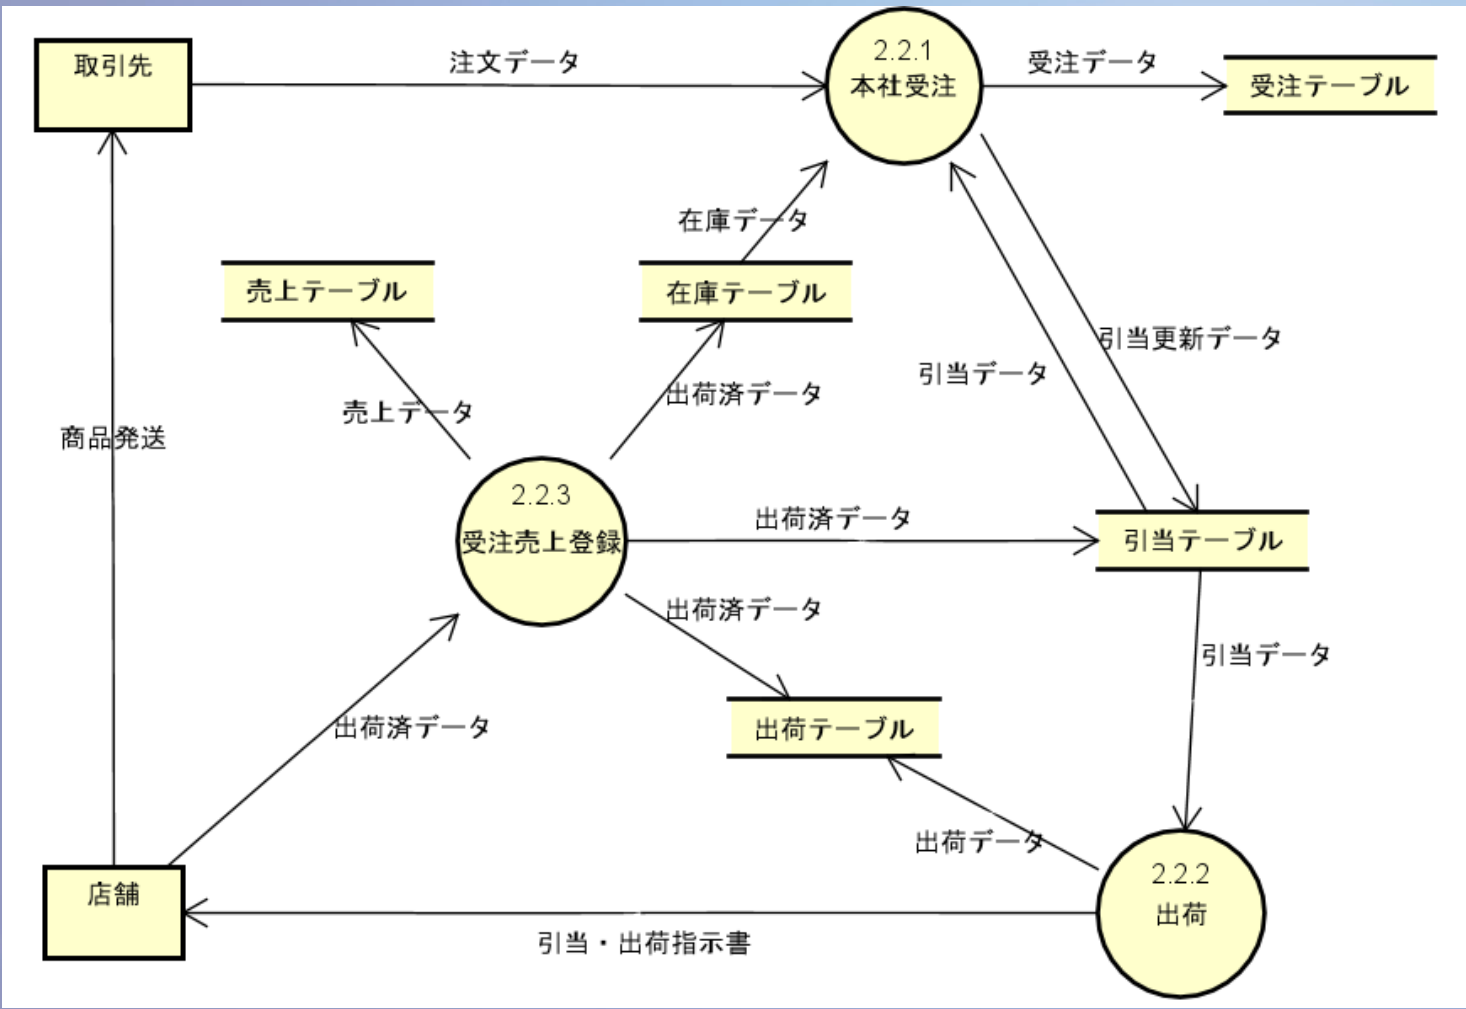 取引先
注文データ
2.2.1
本社受注
受注データ
受注テーブル
在庫データ
売上テーブル
在庫テーブル
引当更新データ
引当データ
出荷済データ
売上データ
商品発送
2.2.3
受注売上登録
出荷済データ
引当テーブル
出荷済データ
引当データ
出荷済データ
出荷テーブル
出荷データ
2.2.2
出荷
店舗
引当・出荷指示書